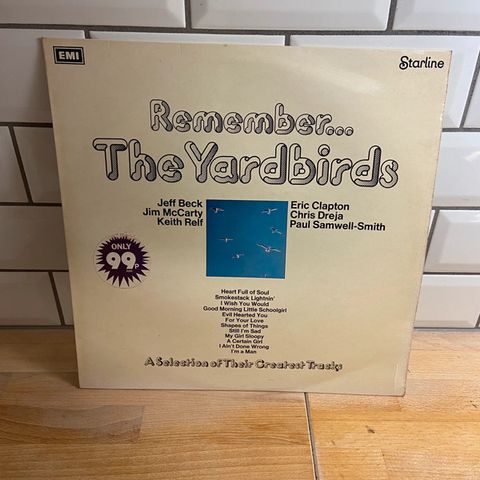 EMI
Starline
Remember...
The Yardbirds
Jeff Beck
Jim McCarty
Keith Relf
Eric Clapton
Chris Dreja
Paul Samwell-Smith
ONLY
99p
Heart Full of Soul
Smokestack Lightnin'
I Wish You Would
Good Morning Little Schoolgirl
Evil Hearted You
For Your Love
Shapes of Things
Still I'm Sad
My Girl Sloopy
A Certain Girl
I Ain't Done Wrong
I'm a Man
A Selection of Their Greatest Tracks